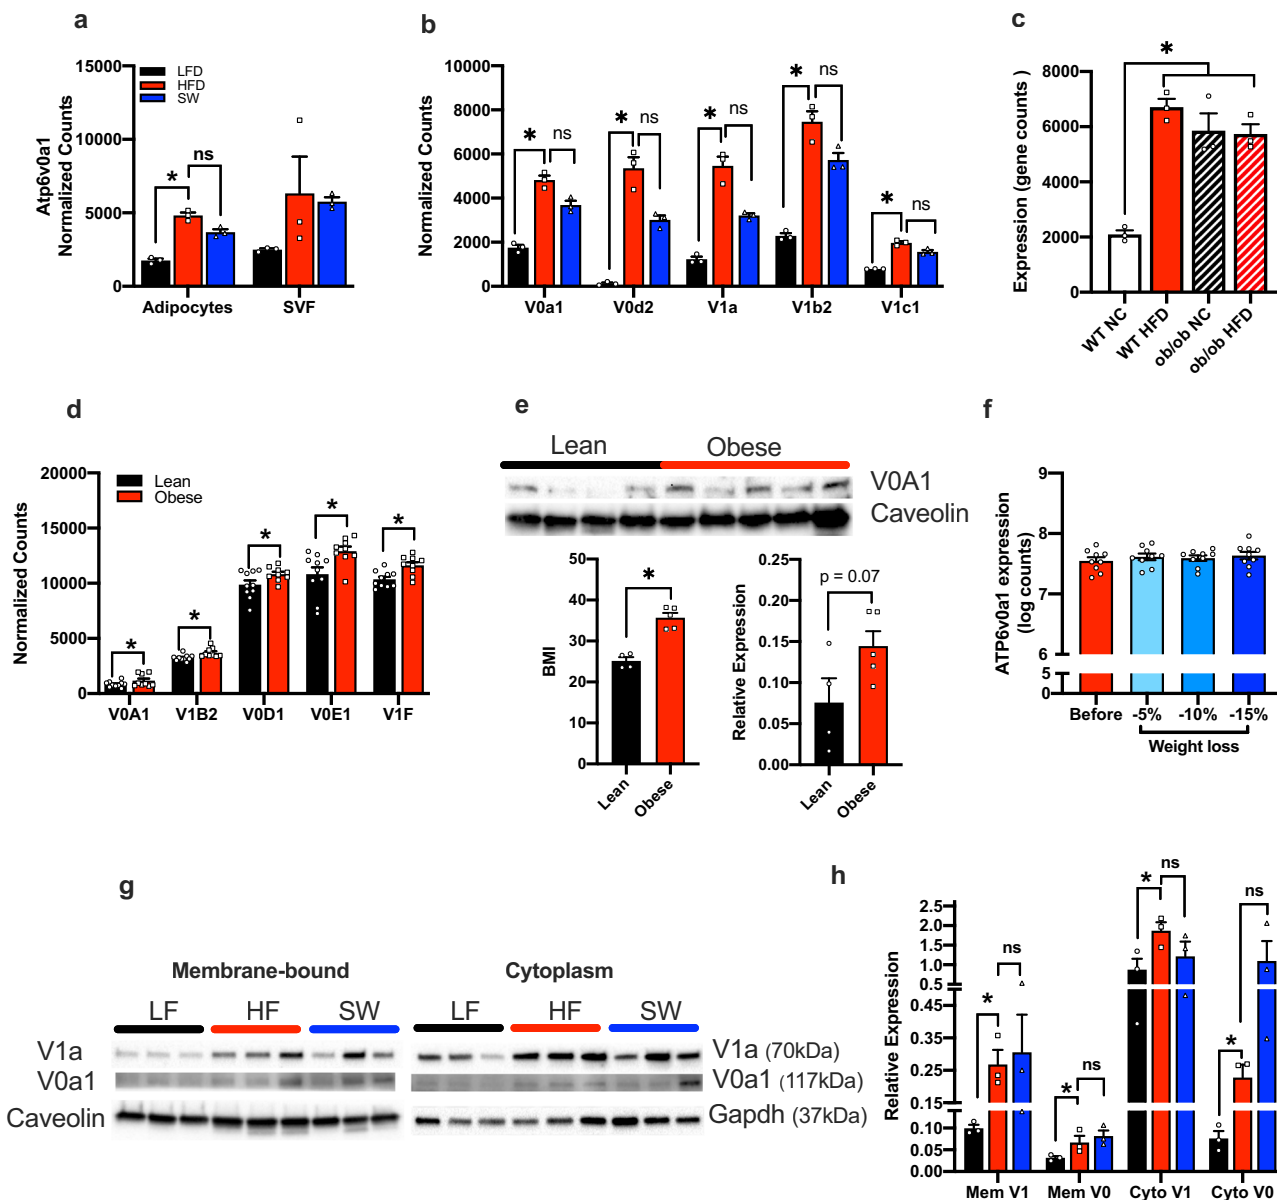 a
Atp6v0a1
Normalized Counts
15000
10000
5000
0
LFD
HFD
SW
*
ns
Adipocytes
SVF
b
Normalized Counts
10000
8000
6000
4000
2000
0
*
ns
*
ns
*
ns
*
ns
*
ns
V0a1
V0d2
V1a
V1b2
V1c1
c
Expression (gene counts )
8000
6000
4000
2000
0
*
WT NC
WT HFD
ob/ob NC
ob/ob HFD
d
Normalized Counts
20000
15000
10000
5000
0
Lean
Obese
*
*
*
*
*
V0A1
V1B2
V0D1
V0E1
V1F
e
Lean
Obese
V0A1
Caveolin
BMI
50
40
30
20
10
0
*
Lean
Obese
Relative Expression
0.25
0.20
0.15
0.10
0.05
0.00
p = 0.07
Lean
Obese
f
ATP6v0a1 expression
(log counts)
9
8
7
6
5
0
Before
-5%
-10%
-15%
Weight loss
g
Membrane-bound
Cytoplasm
LF
HF
SW
LF
HF
SW
V1a
V0a1
Caveolin
V1a (70kDa)
V0a1 (117kDa)
Gapdh (37kDa)
h
Relative Expression
2.5
2.0
1.5
1.0
0.5
0.45
0.35
0.25
0.15
0.10
0.05
0.00
*
ns
*
ns
*
ns
*
ns
Mem V1
Mem V0
Cyto V1
Cyto V0